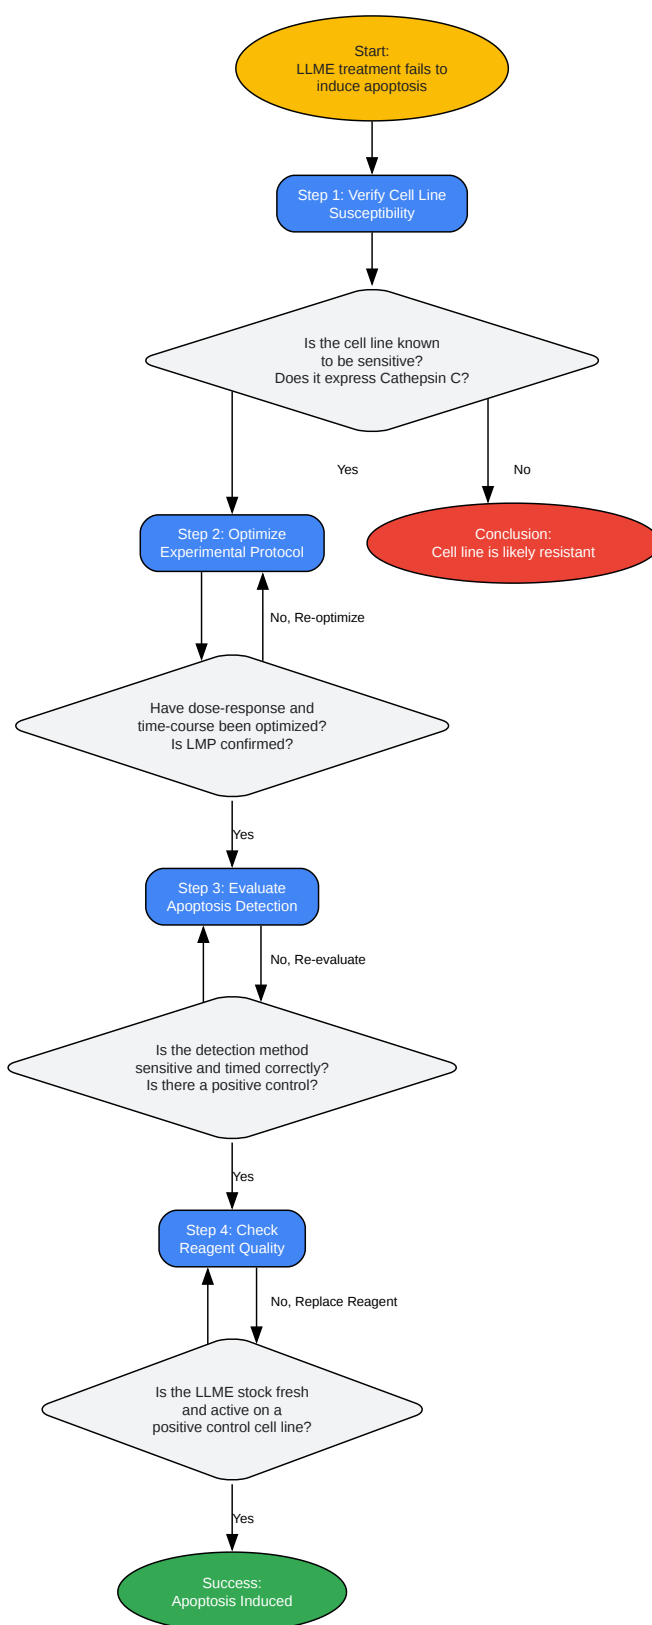 Start:
LLME treatment fails to
induce apoptosis
Step 1: Verify Cell Line
Susceptibility
Is the cell line known
to be sensitive?
Does it express Cathepsin C?
Yes
No
Step 2: Optimize
Experimental Protocol
Conclusion:
Cell line is likely resistant
No, Re-optimize
Have dose-response and
time-course been optimized?
Is LMP confirmed?
Yes
Step 3: Evaluate
Apoptosis Detection
No, Re-evaluate
Is the detection method
sensitive and timed correctly?
Is there a positive control?
Yes
Step 4: Check
Reagent Quality
No, Replace Reagent
Is the LLME stock fresh
and active on a
positive control cell line?
Yes
Success:
Apoptosis Induced